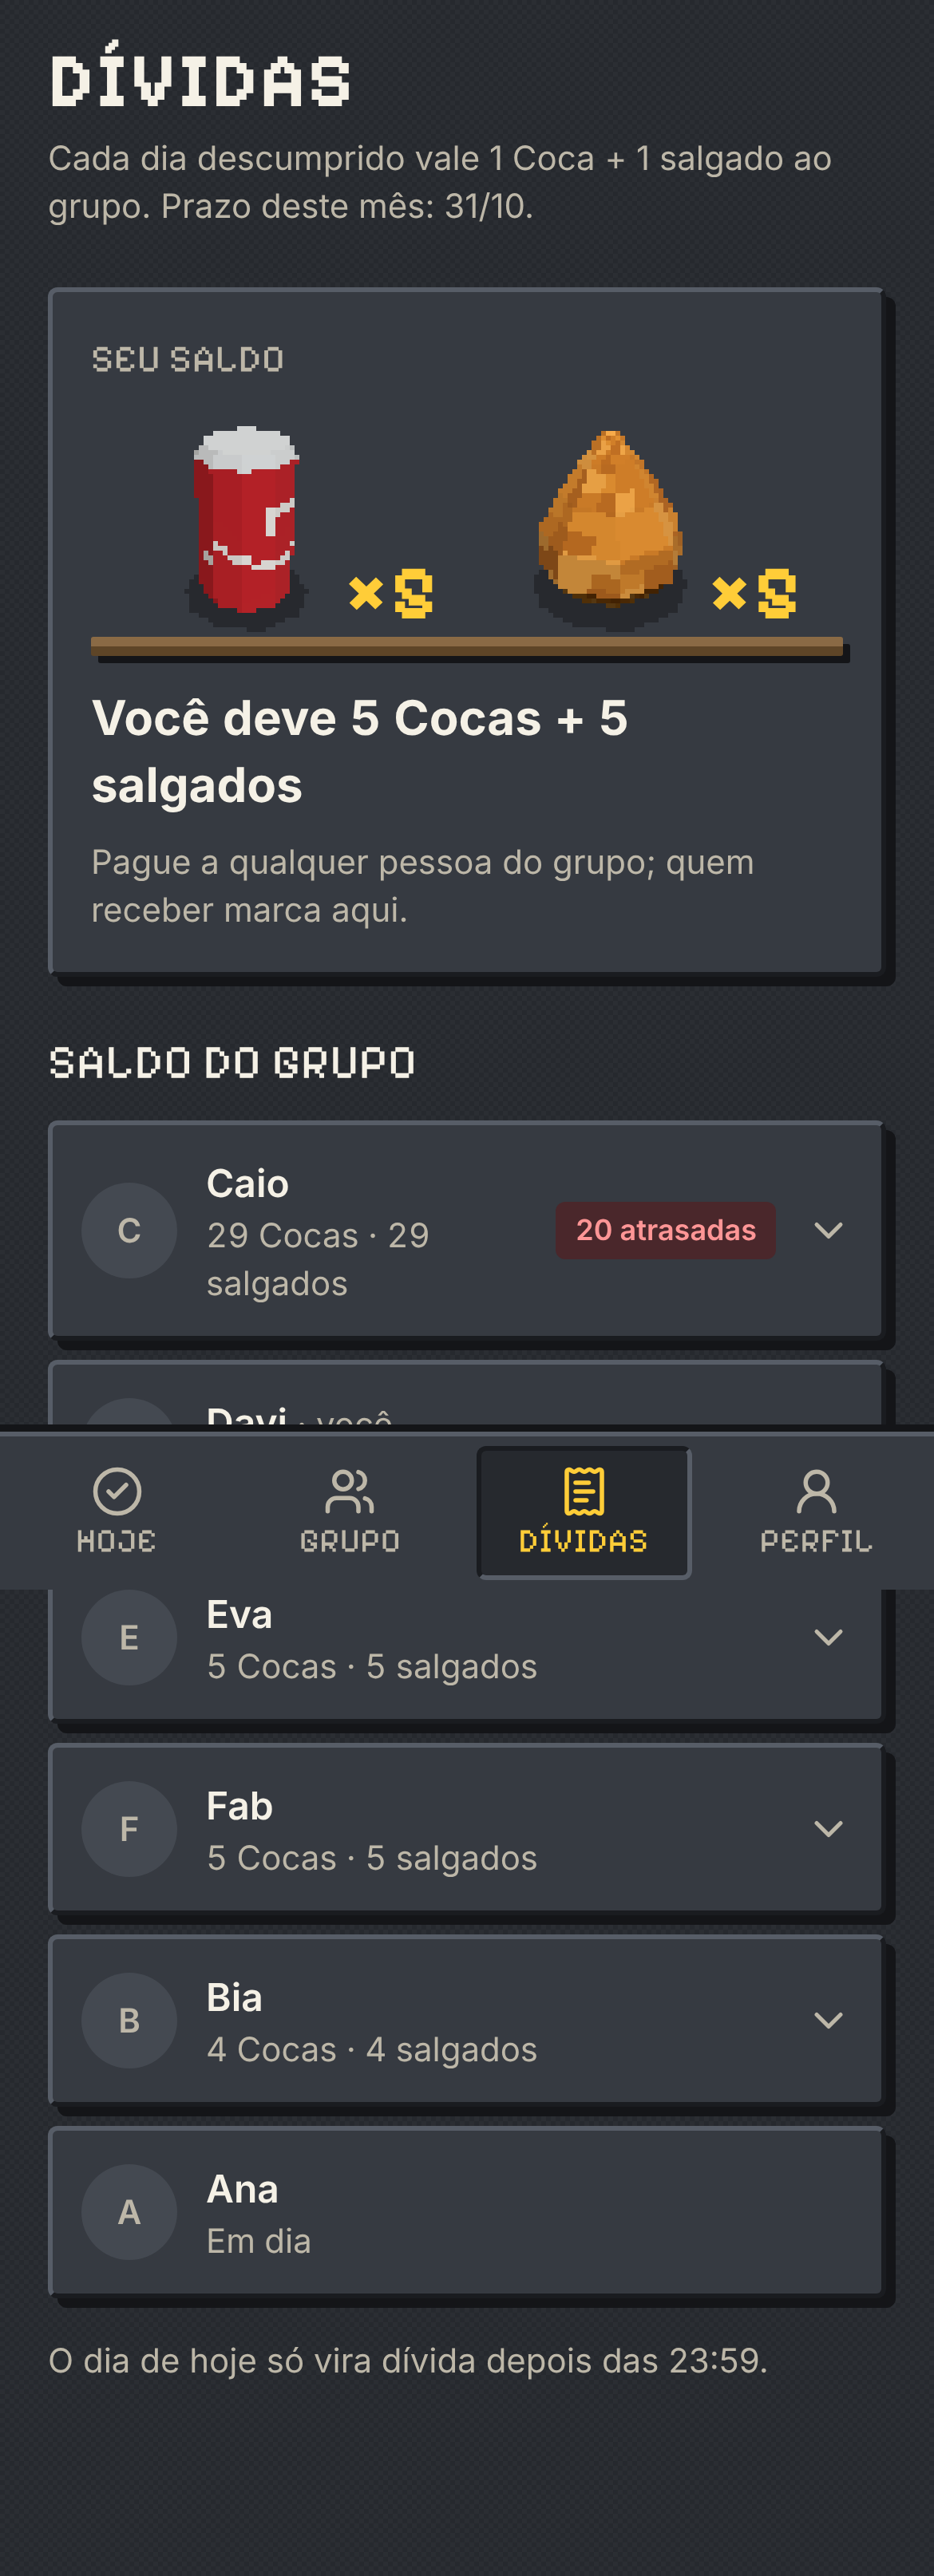 DÍVIDAS
Cada dia descumprido vale 1 Coca + 1 salgado ao
grupo. Prazo deste mês: 31/10.
SEU SALDO
×5 ×5
Você deve 5 Cocas + 5
salgados
Pague a qualquer pessoa do grupo; quem
receber marca aqui.
SALDO DO GRUPO
C
Caio
29 Cocas · 29
salgados
20 atrasadas
Davi · você
HOJE
GRUPO
DÍVIDAS
PERFIL
E
Eva
5 Cocas · 5 salgados
F
Fab
5 Cocas · 5 salgados
B
Bia
4 Cocas · 4 salgados
A
Ana
Em dia
O dia de hoje só vira dívida depois das 23:59.